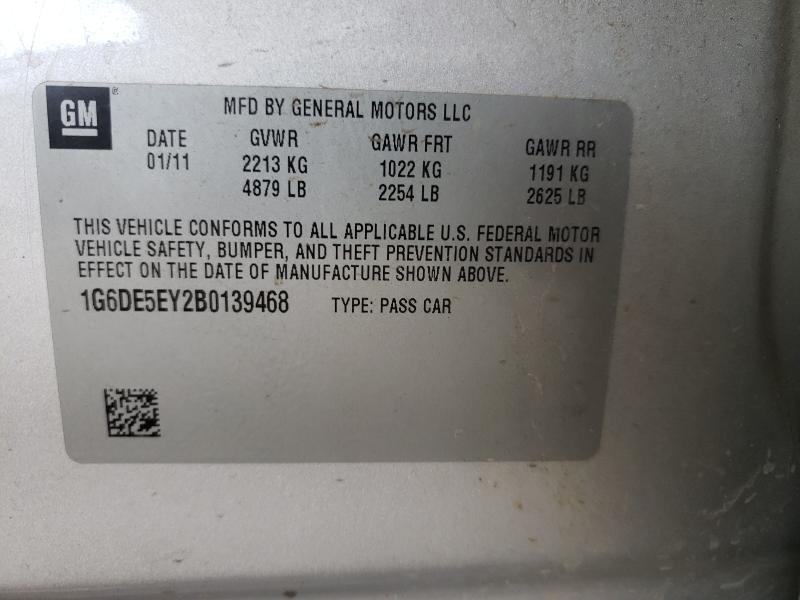 GM
MFD BY GENERAL MOTORS LLC
DATE GVWR GAWR FRT GAWR RR
01/11 2213 KG 1022 KG 1191 KG
4879 LB 2254 LB 2625 LB
THIS VEHICLE CONFORMS TO ALL APPLICABLE U.S. FEDERAL MOTOR
VEHICLE SAFETY, BUMPER, AND THEFT PREVENTION STANDARDS IN
EFFECT ON THE DATE OF MANUFACTURE SHOWN ABOVE.
1G6DE5EY2B0139468 TYPE: PASS CAR